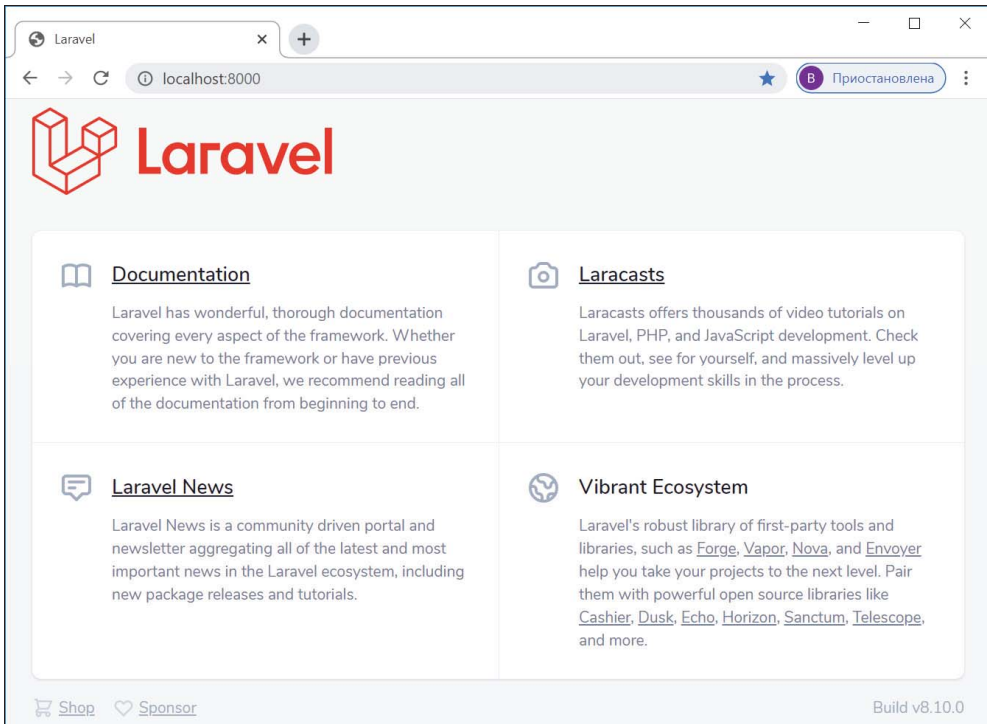 Laravel
localhost:8000
B Приостановлена
Laravel
Documentation
Laravel has wonderful, thorough documentation
covering every aspect of the framework. Whether
you are new to the framework or have previous
experience with Laravel, we recommend reading all
of the documentation from beginning to end.
Laracasts
Laracasts offers thousands of video tutorials on
Laravel, PHP, and JavaScript development. Check
them out, see for yourself, and massively level up
your development skills in the process.
Laravel News
Laravel News is a community driven portal and
newsletter aggregating all of the latest and most
important news in the Laravel ecosystem, including
new package releases and tutorials.
Vibrant Ecosystem
Laravel's robust library of first-party tools and
libraries, such as Forge, Vapor, Nova, and Envoyer
help you take your projects to the next level. Pair
them with powerful open source libraries like
Cashier, Dusk, Echo, Horizon, Sanctum, Telescope,
and more.
Shop Sponsor
Build v8.10.0